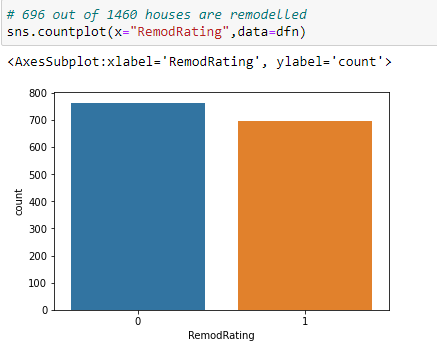 # 696 out of 1460 houses are remodelled
sns.countplot(x="RemodRating",data=dfn)
<AxesSubplot:xlabel='RemodRating', ylabel='count'>
800
700
600
500
400
300
200
100
0
count
0 1
RemodRating